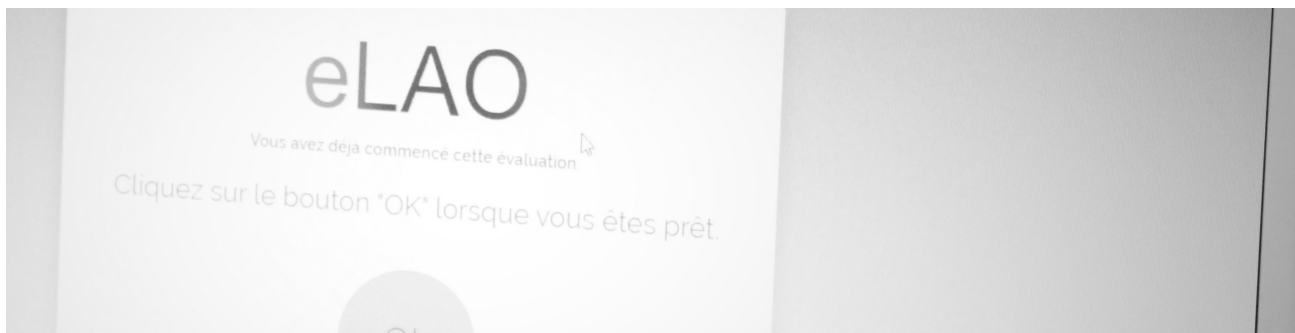 eLAO
Vous avez déjà commencé cette évaluation
Cliquez sur le bouton "OK" lorsque vous êtes prêt.